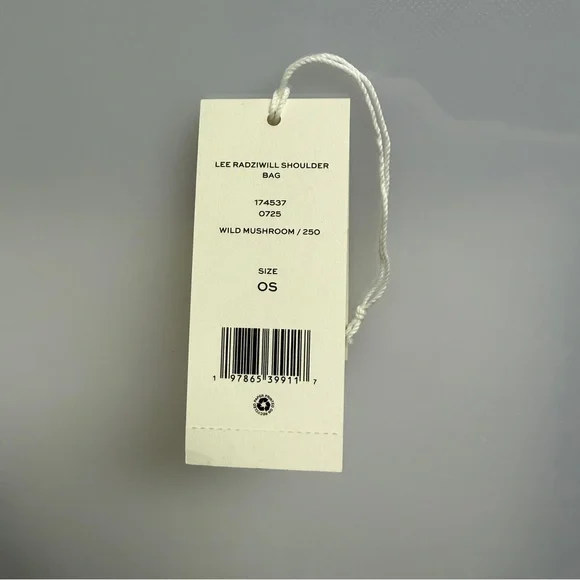 LEE RADZIWILL SHOULDER
BAG
174537
0725
WILD MUSHROOM / 250
SIZE
OS
1 97865 39911 7